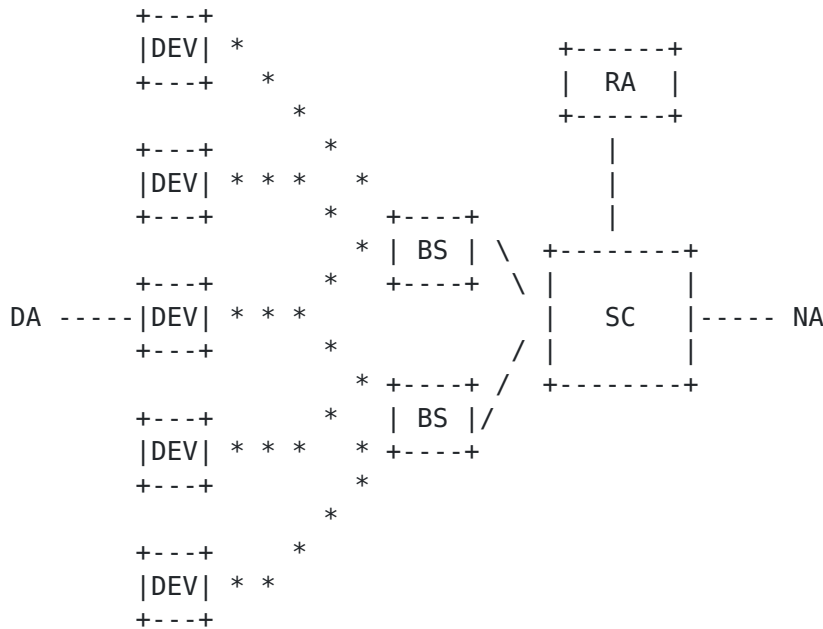 +---+
|DEV| *                    +------+
+---+   *                  |  RA  |
          *                +------+
+---+       *                 |
|DEV| * * *   *               |
+---+       *   +----+        |
              * | BS | \  +--------+
+---+       *   +----+  \ |        |
DA -----|DEV| * * *               |   SC   |----- NA
+---+       *           / |        |
              * +----+ /  +--------+
+---+       *   | BS |/
|DEV| * * *   * +----+
+---+         *
            *
+---+     *
|DEV| * *
+---+